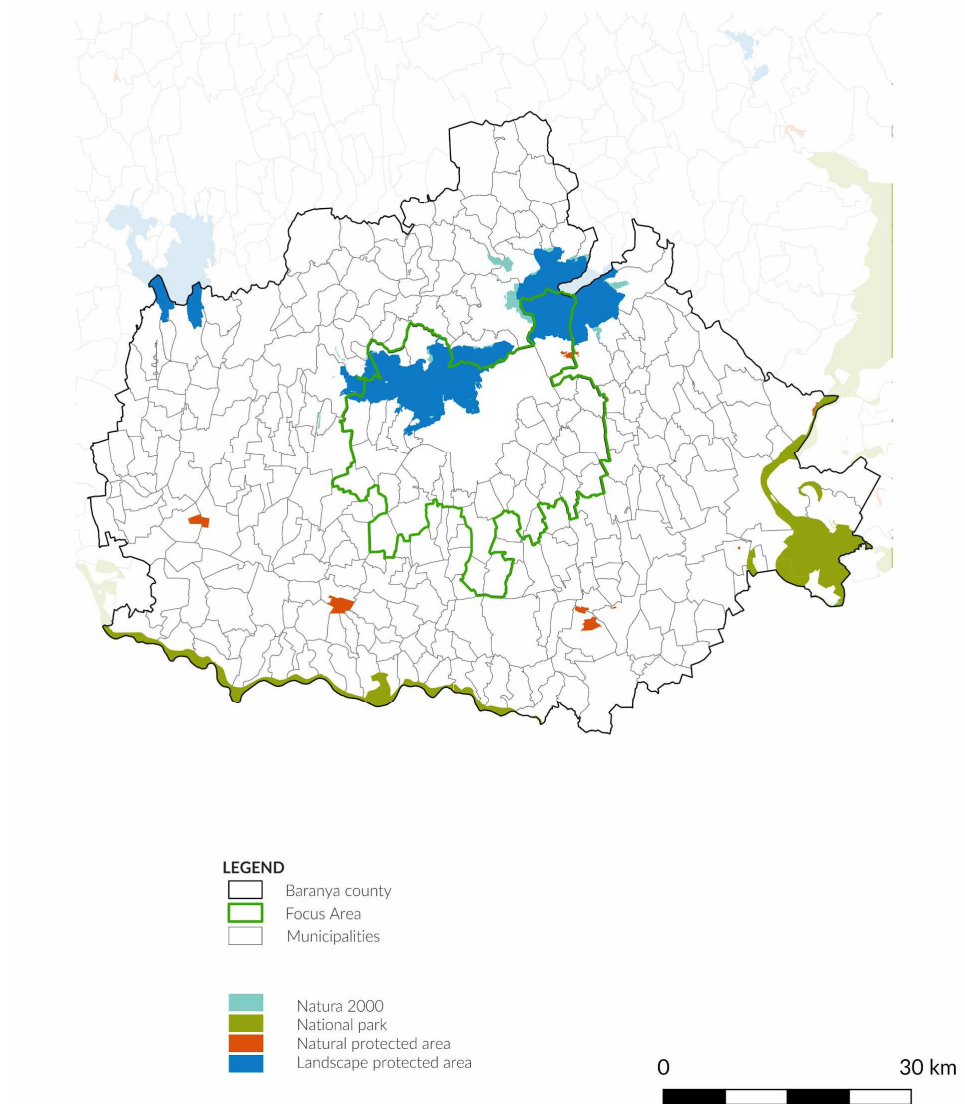 LEGEND
Baranya county
Focus Area
Municipalities
Natura 2000
National park
Natural protected area
Landscape protected area
0 30 km